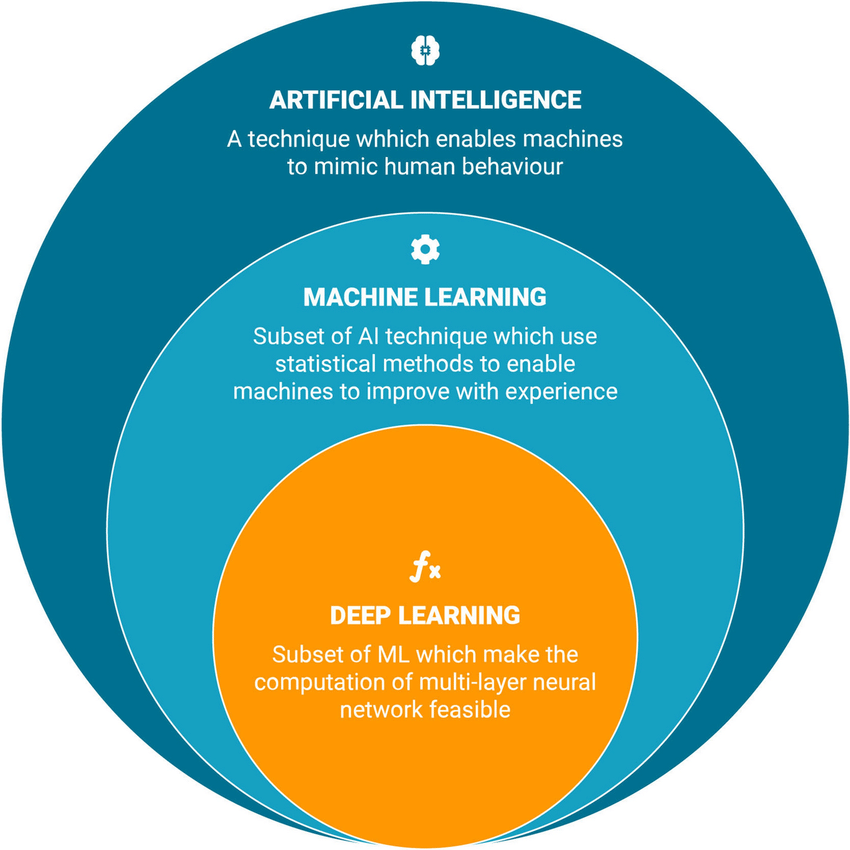 ARTIFICIAL INTELLIGENCE
A technique whhich enables machines
to mimic human behaviour
MACHINE LEARNING
Subset of AI technique which use
statistical methods to enable
machines to improve with experience
fx
DEEP LEARNING
Subset of ML which make the
computation of multi-layer neural
network feasible